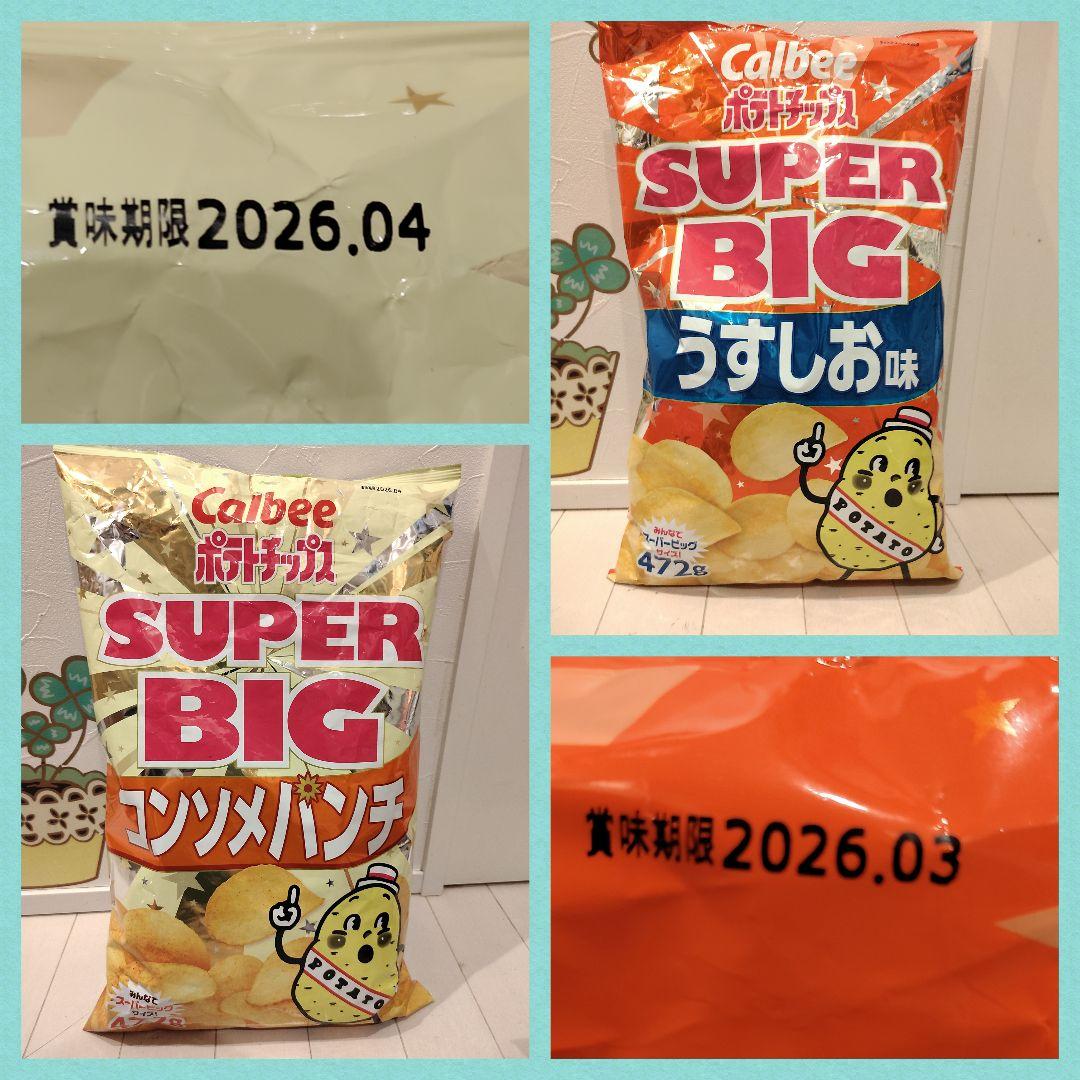 賞味期限2026.04
Calbee
ポテトチップス
SUPER
BIG
うすしお味
POTATO
みんなで
スーパービッグ
サイズ!
472g
Calbee
ポテトチップス
SUPER
BIG
コンソメパンチ
POTATO
みんなで
スーパービッグ
サイズ!
賞味期限2026.03